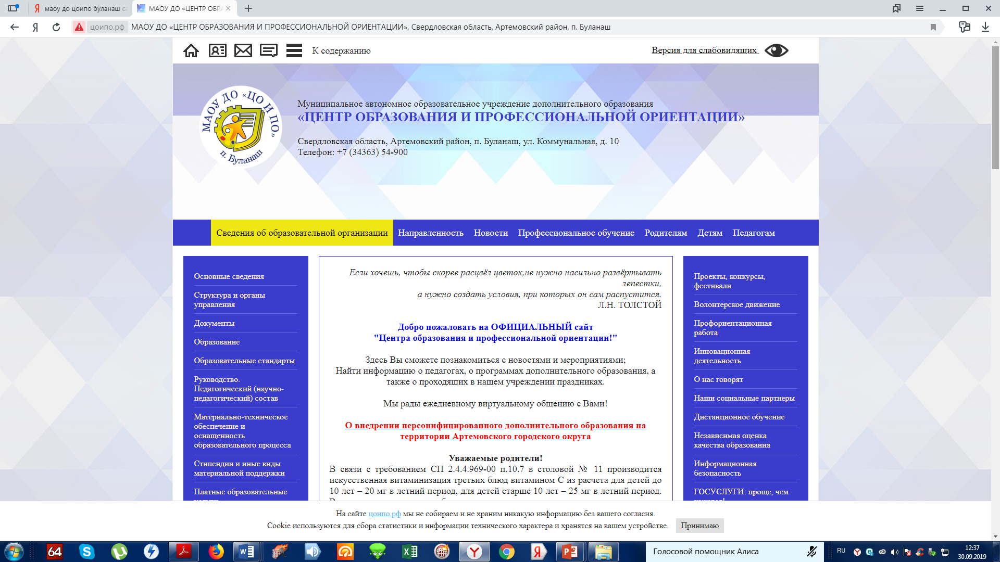 маоу до цоипо буланаш са
МАОУ ДО «ЦЕНТР ОБРА
Я
цоипо.рф
МАОУ ДО «ЦЕНТР ОБРАЗОВАНИЯ И ПРОФЕССИОНАЛЬНОЙ ОРИЕНТАЦИИ», Свердловская область, Артемовский район, п. Буланаш
К содержанию
Версия для слабовидящих
МАОУ ДО «ЦО И ПО»
п. Буланаш
Муниципальное автономное образовательное учреждение дополнительного образования
«ЦЕНТР ОБРАЗОВАНИЯ И ПРОФЕССИОНАЛЬНОЙ ОРИЕНТАЦИИ»
Свердловская область, Артемовский район, п. Буланаш, ул. Коммунальная, д. 10
Телефон: +7 (34363) 54-900
Сведения об образовательной организации Направленность Новости Профессиональное обучение Родителям Детям Педагогам
Основные сведения
Структура и органы
управления
Документы
Образование
Образовательные стандарты
Руководство.
Педагогический (научно-
педагогический) состав
Материально-техническое
обеспечение и
оснащенность
образовательного процесса
Стипендии и иные виды
материальной поддержки
Платные образовательные
Если хочешь, чтобы скорее расцвёл цветок,не нужно насильно развёртывать
лепестки,
а нужно создать условия, при которых он сам распустится.
Л.Н. ТОЛСТОЙ
Добро пожаловать на ОФИЦИАЛЬНЫЙ сайт
"Центра образования и профессиональной ориентации!"
Здесь Вы сможете познакомиться с новостями и мероприятиями;
Найти информацию о педагогах, о программах дополнительного образования, а
также о проходящих в нашем учреждении праздниках.
Мы рады ежедневному виртуальному общению с Вами!
О внедрении персонифицированного дополнительного образования на
территории Артемовского городского округа
Уважаемые родители!
В связи с требованием СП 2.4.4.969-00 п.10.7 в столовой № 11 производится
искусственная витаминизация третьих блюд витамином С из расчета для детей до
10 лет – 20 мг в летний период, для детей старше 10 лет – 25 мг в летний период.
Проекты, конкурсы,
фестивали
Волонтерское движение
Профориентационная
работа
Инновационная
деятельность
О нас говорят
Наши социальные партнеры
Дистанционное обучение
Независимая оценка
качества образования
Информационная
безопасность
ГОСУСЛУГИ: проще, чем
На сайте цоипо.рф мы не собираем и не храним никакую информацию без вашего согласия.
Cookie используются для сбора статистики и информации технического характера и хранятся на вашем устройстве.
Принимаю
64
Голосовой помощник Алиса
RU
12:37
30.09.2019